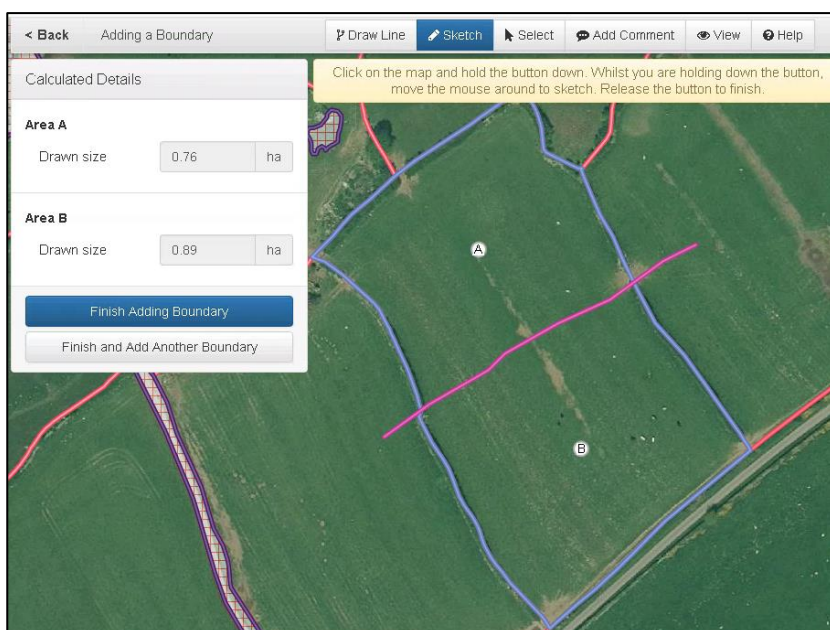 < Back Adding a Boundary Draw Line Sketch Select Add Comment View Help
Calculated Details
Click on the map and hold the button down. Whilst you are holding down the button,
move the mouse around to sketch. Release the button to finish.
Area A
Drawn size 0.76 ha
Area B
Drawn size 0.89 ha
Finish Adding Boundary
Finish and Add Another Boundary
A
B